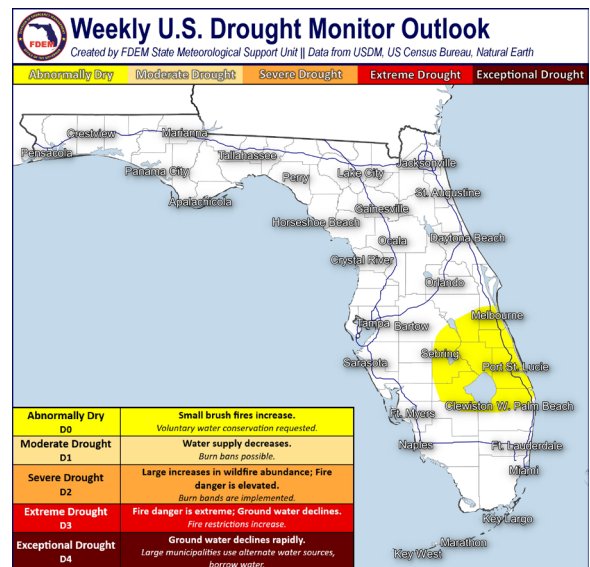 FDEM
Weekly U.S. Drought Monitor Outlook
Created by FDEM State Meteorological Support Unit || Data from USDM, US Census Bureau, Natural Earth
Abnormally Dry Moderate Drought Severe Drought Extreme Drought Exceptional Drought
Crestview
Marianna
Pensacola
Tallahassee
Jacksonville
Panama City
Perry
Lake City
St. Augustine
Apalachicola
Gainesville
Horseshoe Beach
Ocala
Daytona Beach
Crystal River
Orlando
Melbourne
Tampa
Bartow
Sebring
Sarasota
Port St. Lucie
Ft. Myers
Clewiston
W. Palm Beach
Naples
Ft. Lauderdale
Miami
Key Largo
Marathon
Key West
Abnormally Dry
D0
Small brush fires increase.
Voluntary water conservation requested.
Moderate Drought
D1
Water supply decreases.
Burn bans possible.
Severe Drought
D2
Large increases in wildfire abundance; Fire
danger is elevated.
Burn bands are implemented.
Extreme Drought
D3
Fire danger is extreme; Ground water declines.
Fire restrictions increase.
Exceptional Drought
D4
Ground water declines rapidly.
Large municipalities use alternate water sources,
borrow water.